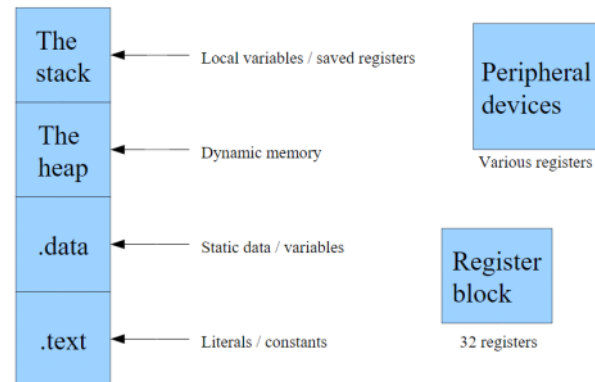 The
stack
Local variables / saved registers
The
heap
Dynamic memory
.data
Static data / variables
.text
Literals / constants
Peripheral
devices
Various registers
Register
block
32 registers